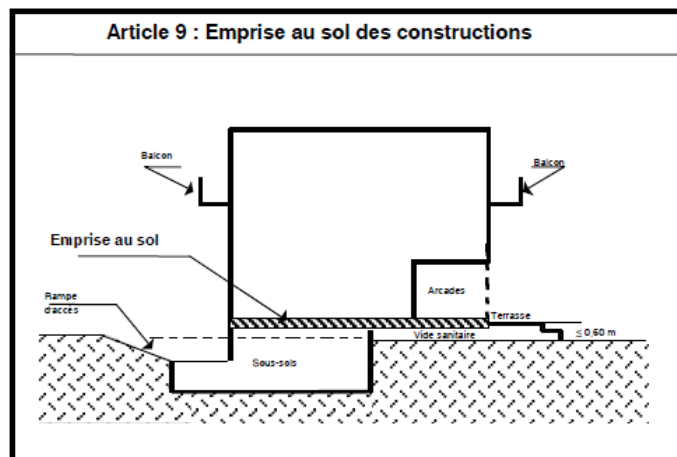 Article 9 : Emprise au sol des constructions
Balcon
Balcon
Emprise au sol
Rampe
d'accès
Arcades
Terrasse
≤ 0,60 m
Vide sanitaire
Sous-sols